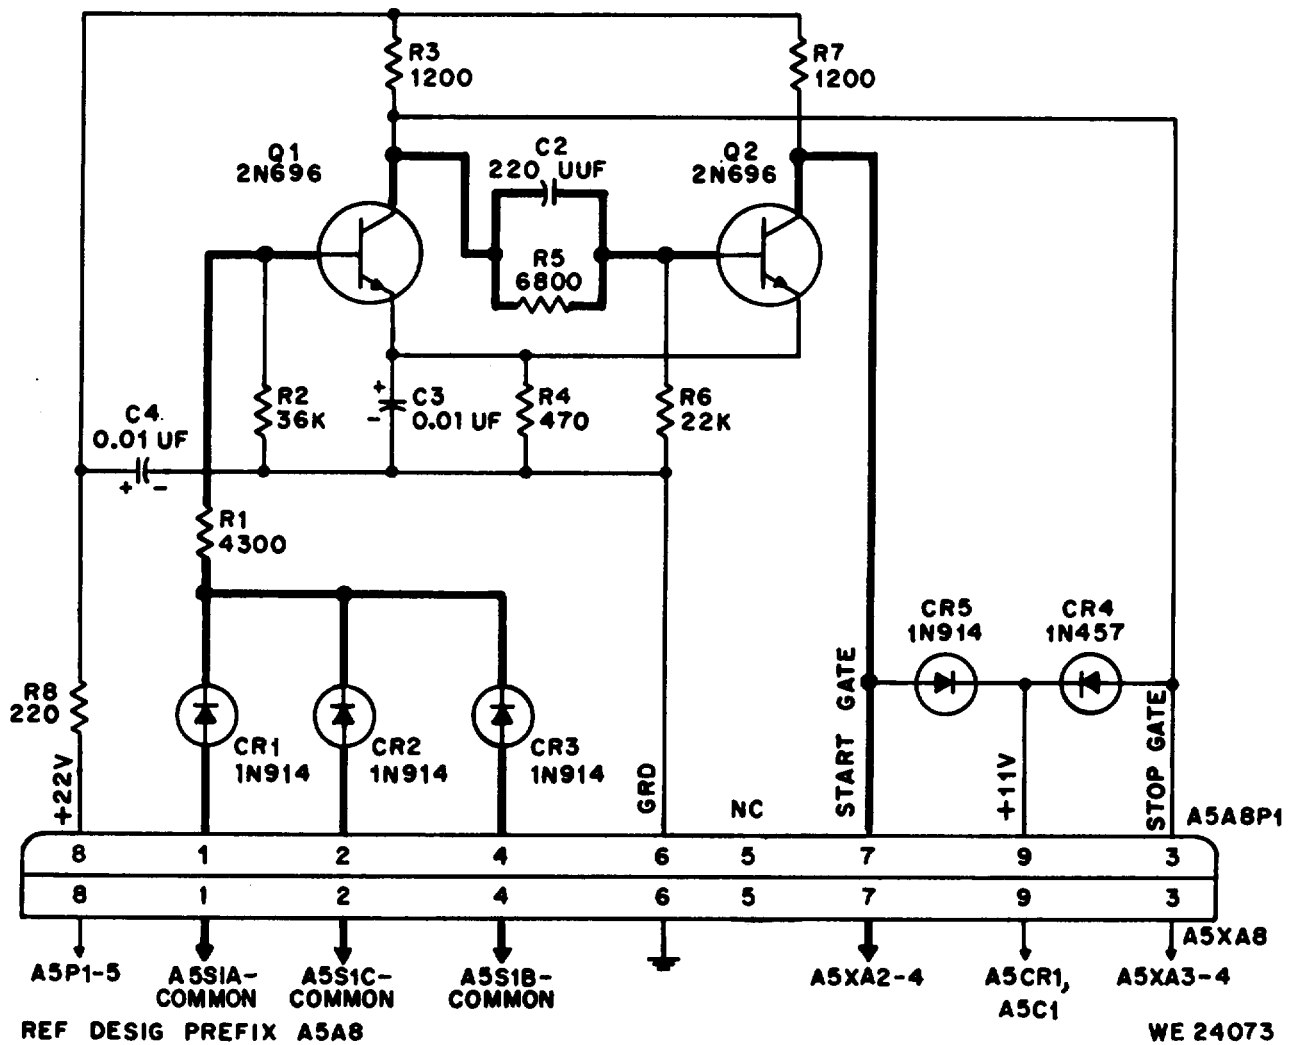 R3
1200
R7
1200
Q1
2N696
C2
220 UUF
Q2
2N696
R5
6800
C4
0.01 UF
+ -
R2
36K
+
-
C3
0.01 UF
R4
470
R6
22K
R1
4300
CR5
1N914
CR4
1N457
R8
220
CR1
1N914
CR2
1N914
CR3
1N914
+22V
GRD
NC
START GATE
+11V
STOP GATE
A5A8P1
8 1 2 4 6 5 7 9 3
8 1 2 4 6 5 7 9 3
A5XA8
A5P1-5
A5S1A-
COMMON
A5S1C-
COMMON
A5S1B-
COMMON
A5XA2-4
A5CR1,
A5C1
A5XA3-4
REF DESIG PREFIX A5A8
WE 24073